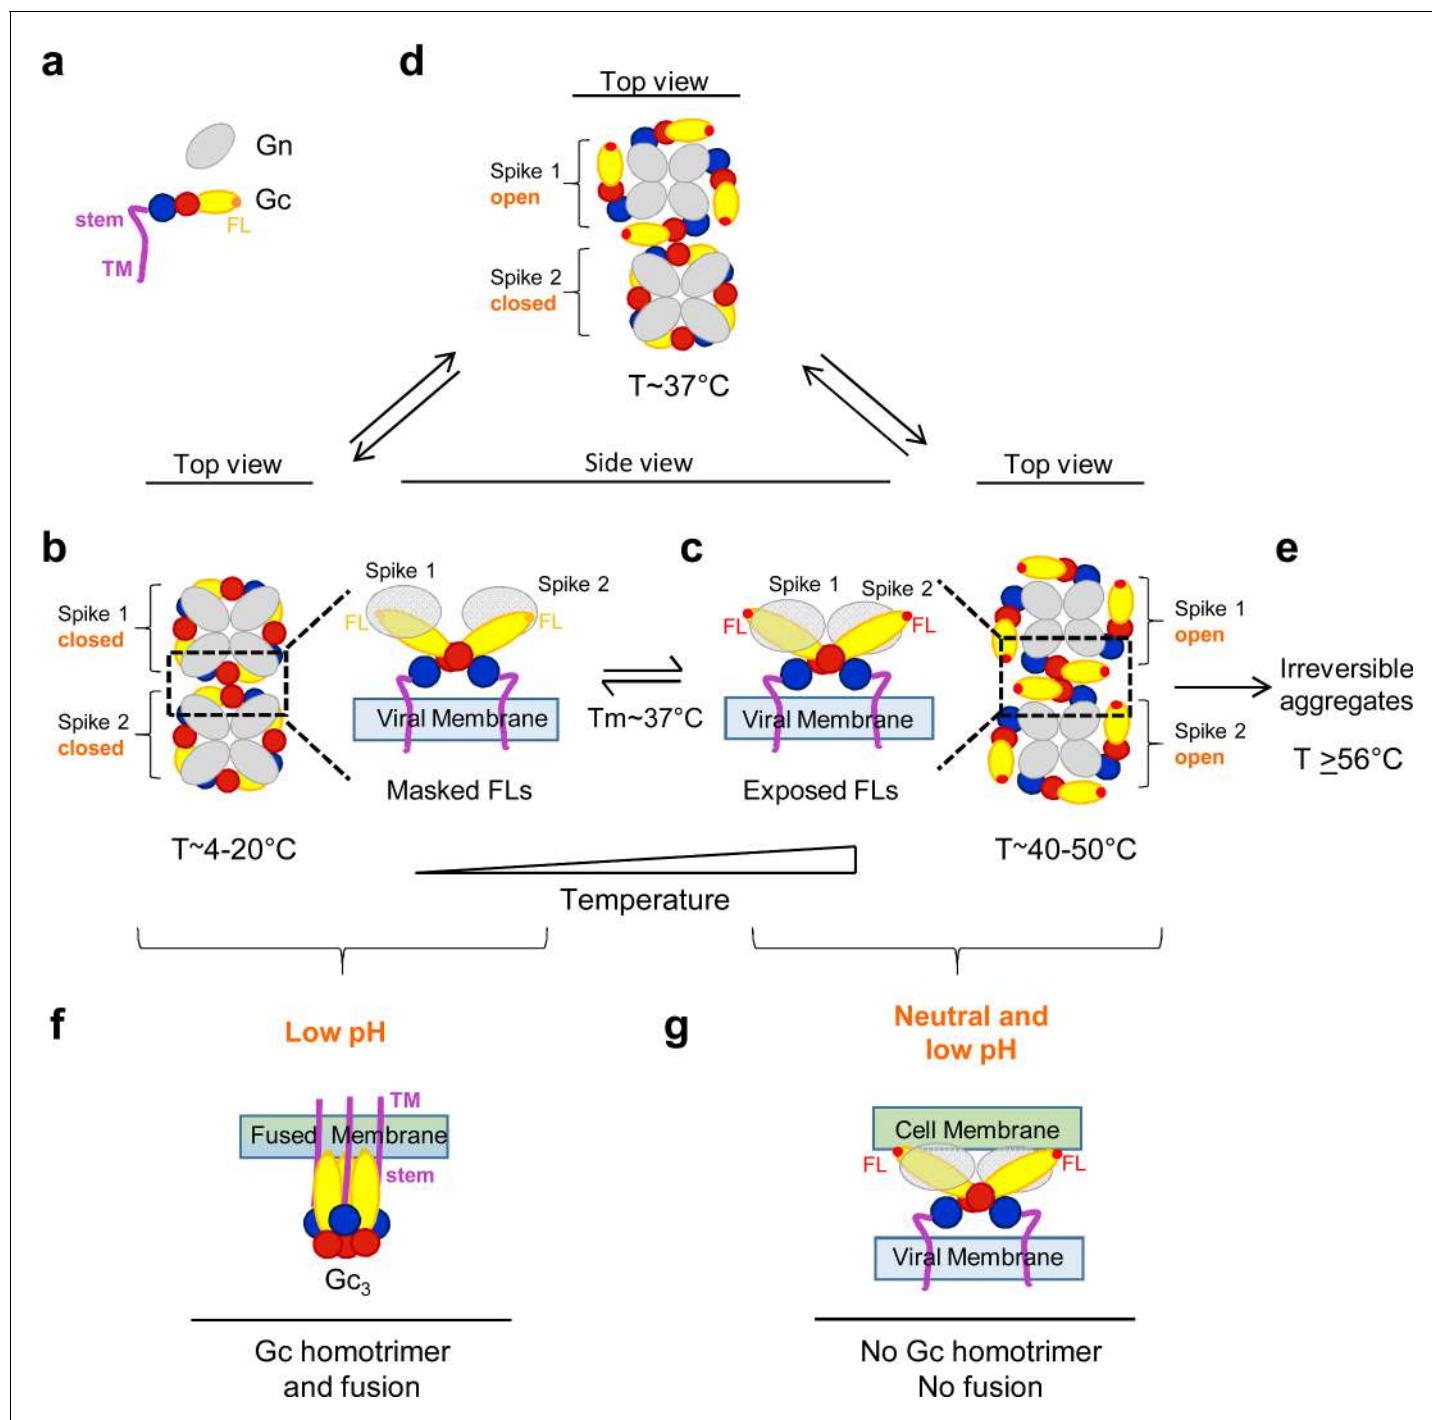 a
Gn
Gc
stem
FL
TM
d
Top view
Spike 1
open
Spike 2
closed
T~37°C
Top view
Side view
Top view
b
Spike 1
closed
Spike 2
closed
T~4-20°C
Spike 1
Spike 2
FL
FL
Viral Membrane
Masked FLs
Tm~37°C
c
Spike 1
Spike 2
FL
FL
Viral Membrane
Exposed FLs
Spike 1
open
Spike 2
open
T~40-50°C
e
Irreversible
aggregates
T ≥56°C
Temperature
f
Low pH
TM
Fused Membrane
stem
Gc3
Gc homotrimer
and fusion
g
Neutral and
low pH
Cell Membrane
FL
FL
Viral Membrane
No Gc homotrimer
No fusion